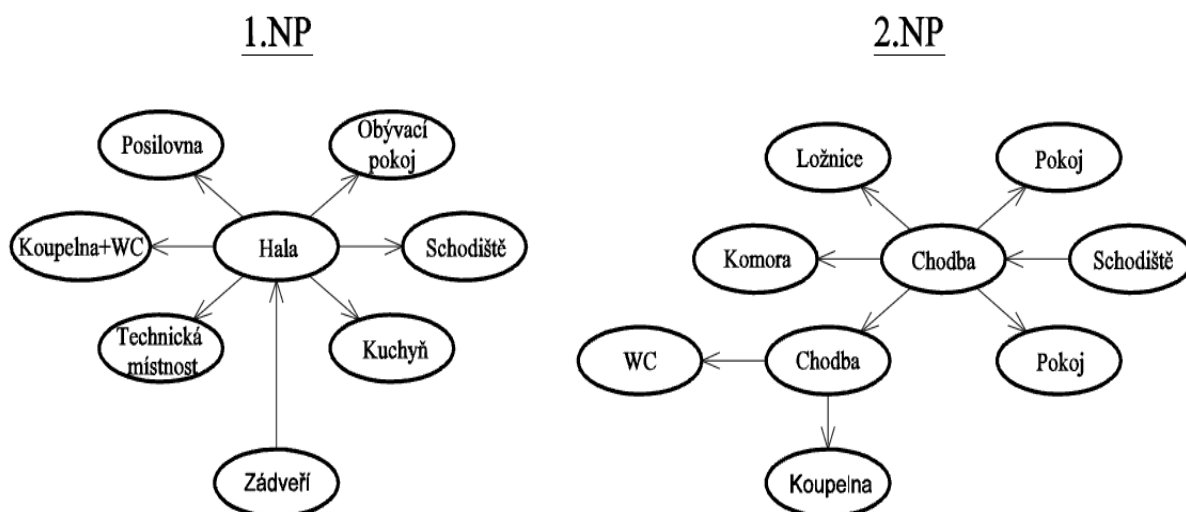 1.NP
Posilovna
Obývací
pokoj
Koupelna+WC
Hala
Schodiště
Technická
místnost
Kuchyň
Zádveří
2.NP
Ložnice
Pokoj
Komora
Chodba
Schodiště
WC
Chodba
Pokoj
Koupelna